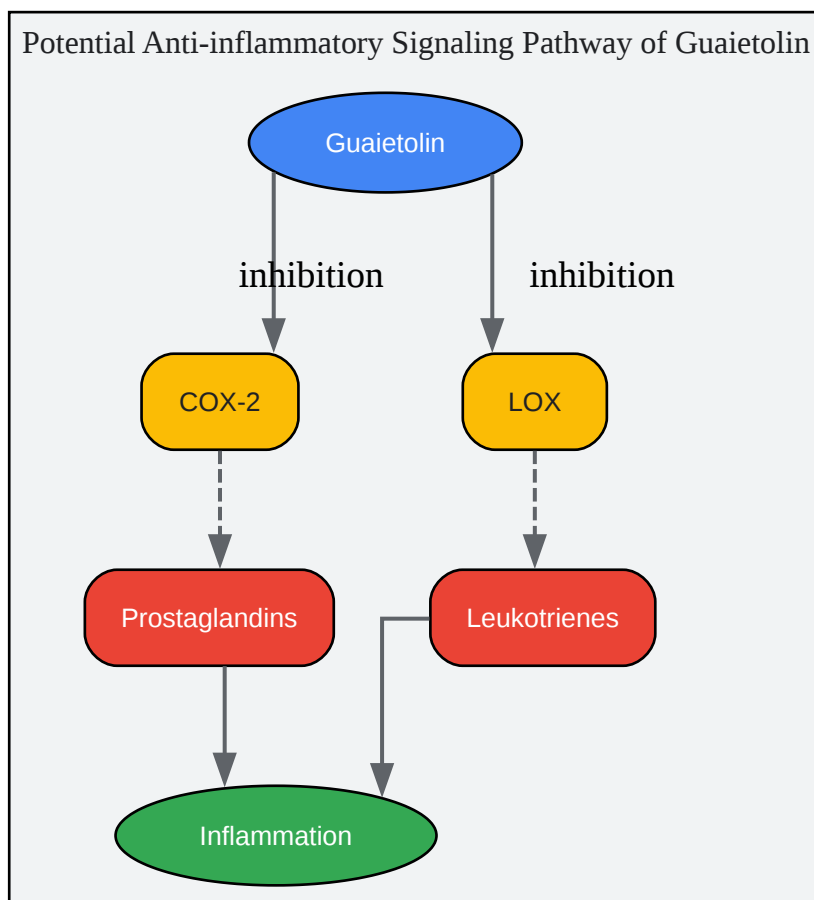 Potential Anti-inflammatory Signaling Pathway of Guaietolin
Guaietolin
inhibition inhibition
COX-2 LOX
Prostaglandins Leukotrienes
Inflammation